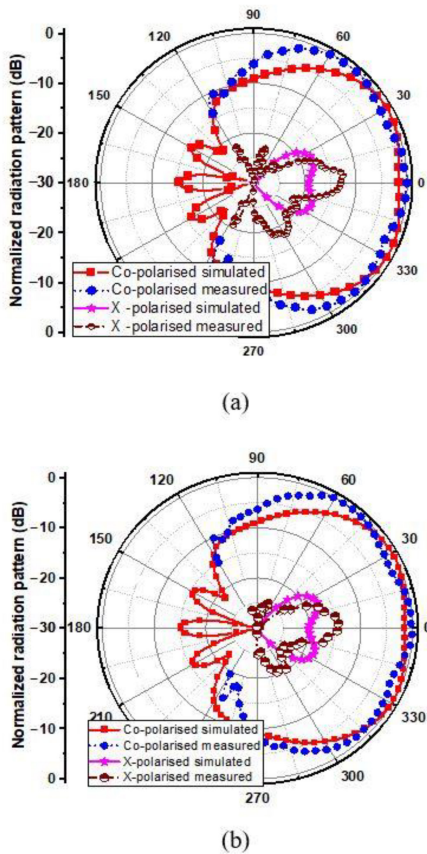 90
0
120
60
-10
150
30
-20
-30
180
0
-20
330
Co-polarised simulated
Co-polarised measured
-10
X -polarised simulated
300
X -polarised measured
0
270
Normalized radiation pattern (dB)
(a)
90
0
120
60
-10
150
30
-20
-30
180
0
-20
210
330
Co-polarised simulated
-10
Co-polarised measured
X-polarised simulated
300
X-polarised measured
0
270
Normalized radiation pattern (dB)
(b)